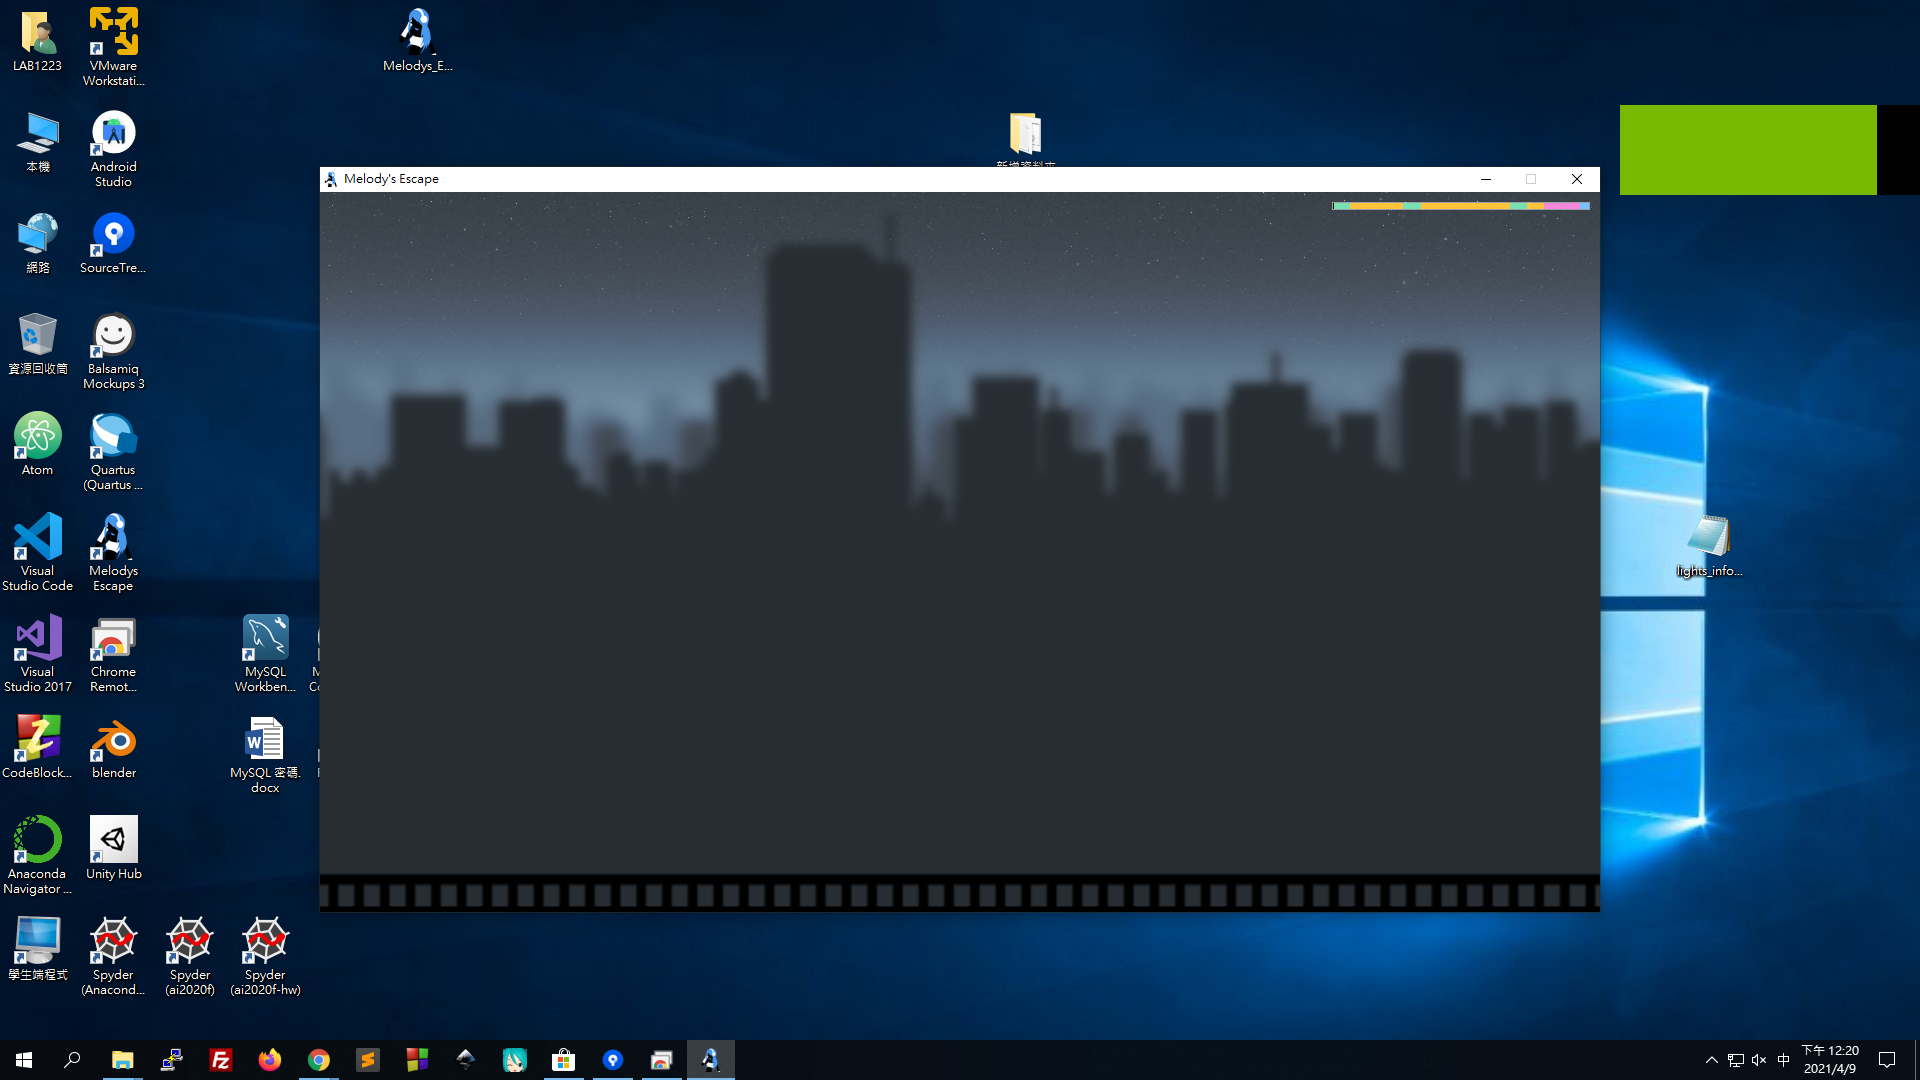 LAB1223
VMware
Workstati...
Melodys_E...
本機
Android
Studio
新增資料夾
Melody's Escape
網路
SourceTre...
資源回收筒
Balsamiq
Mockups 3
Atom
Quartus
(Quartus ...
Visual
Studio Code
Melodys
Escape
lights_info...
Visual
Studio 2017
Chrome
Remot...
MySQL
Workben...
CodeBlock...
blender
MySQL 密碼.
docx
Anaconda
Navigator ...
Unity Hub
學生端程式
Spyder
(Anacond...
Spyder
(ai2020f)
Spyder
(ai2020f-hw)
中
下午 12:20
2021/4/9